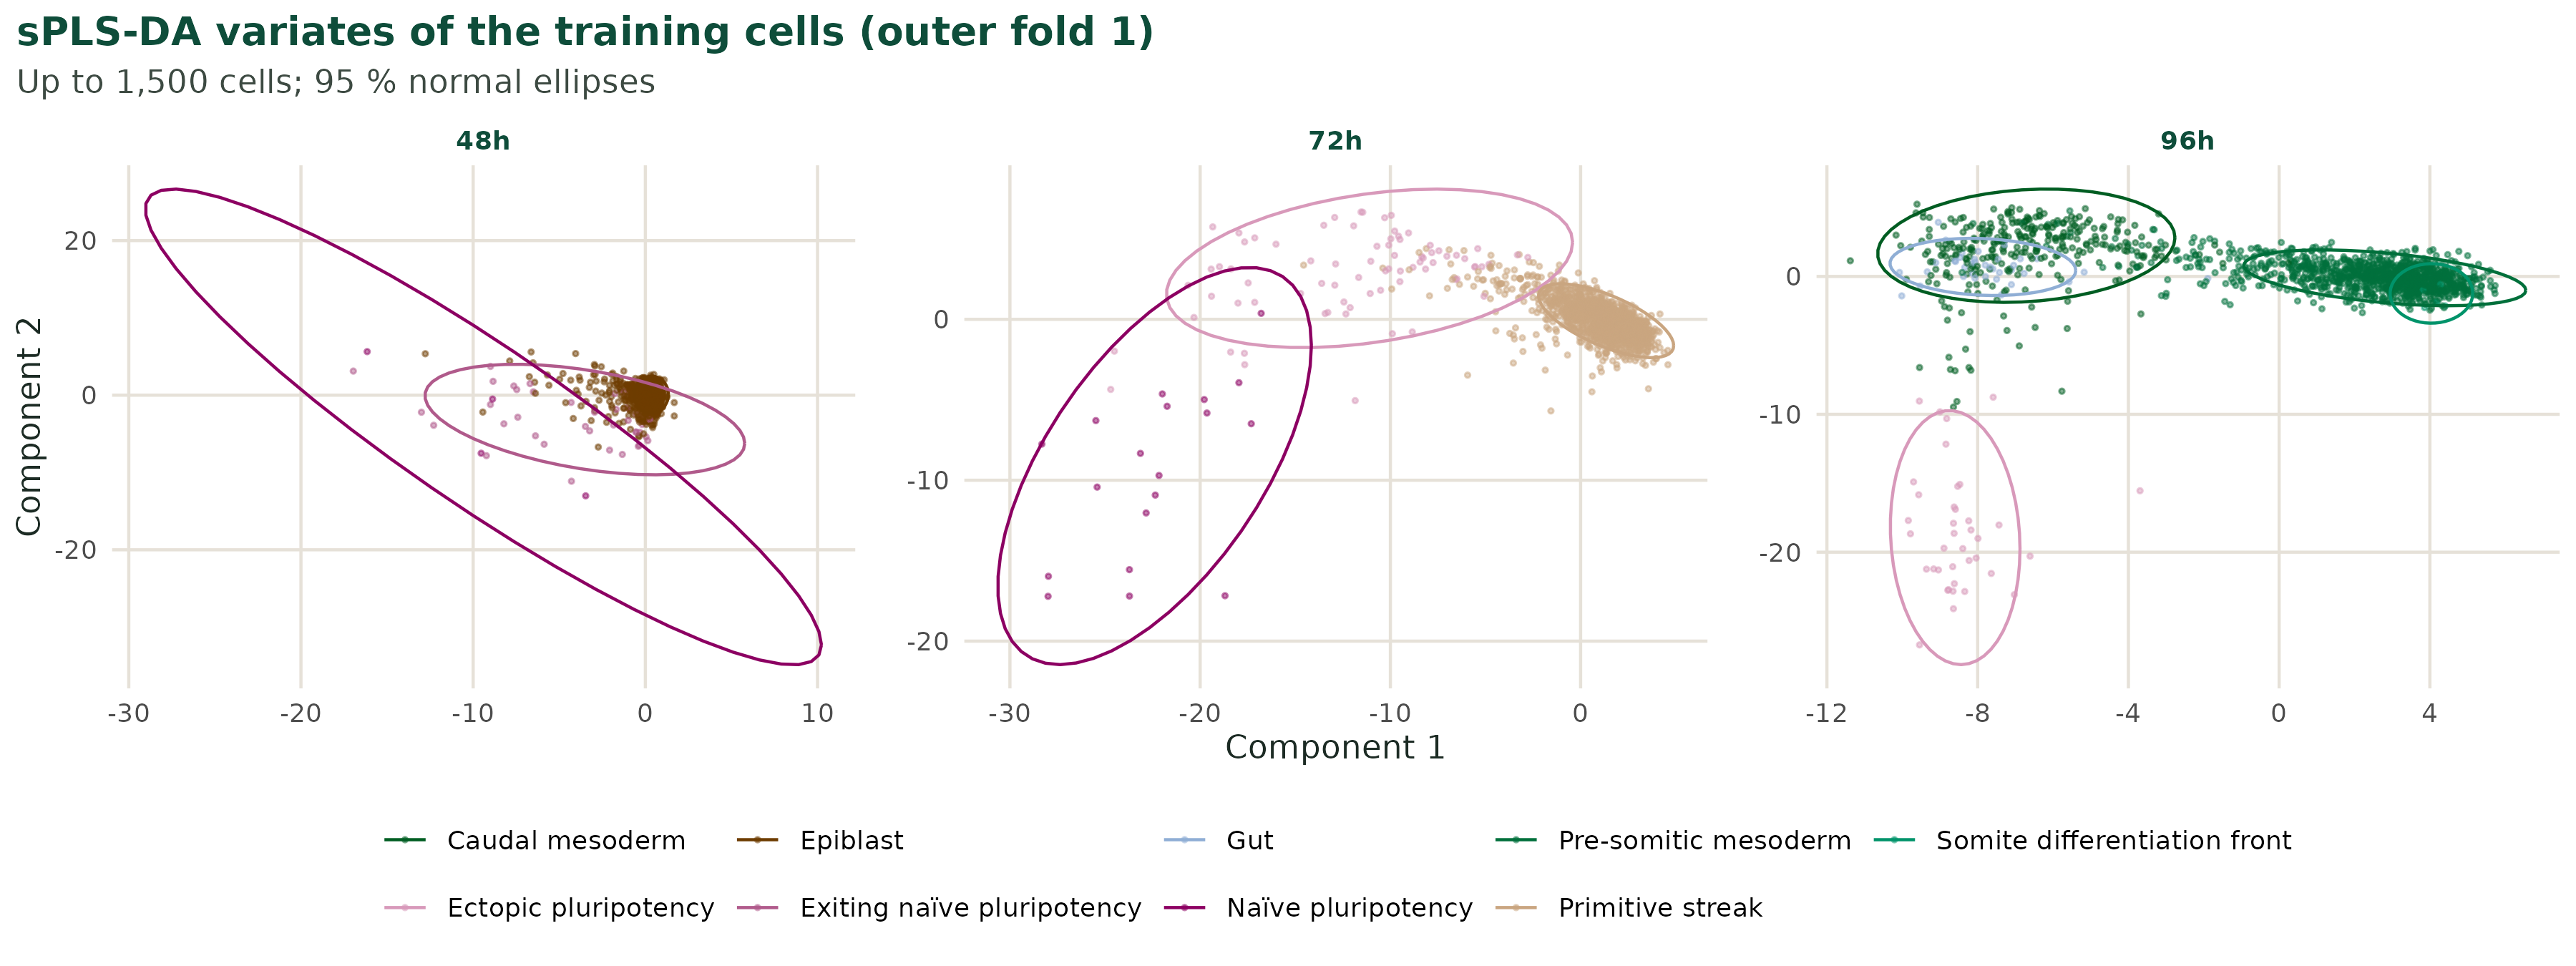 sPLS-DA variates of the training cells (outer fold 1)
Up to 1,500 cells; 95 % normal ellipses
48h
72h
96h
Component 2
20
0
-20
-30
-20
-10
0
10
0
-10
-20
-30
-20
-10
0
0
-10
-20
-12
-8
-4
0
4
Component 1
Caudal mesoderm
Epiblast
Gut
Pre-somitic mesoderm
Somite differentiation front
Ectopic pluripotency
Exiting naïve pluripotency
Naïve pluripotency
Primitive streak